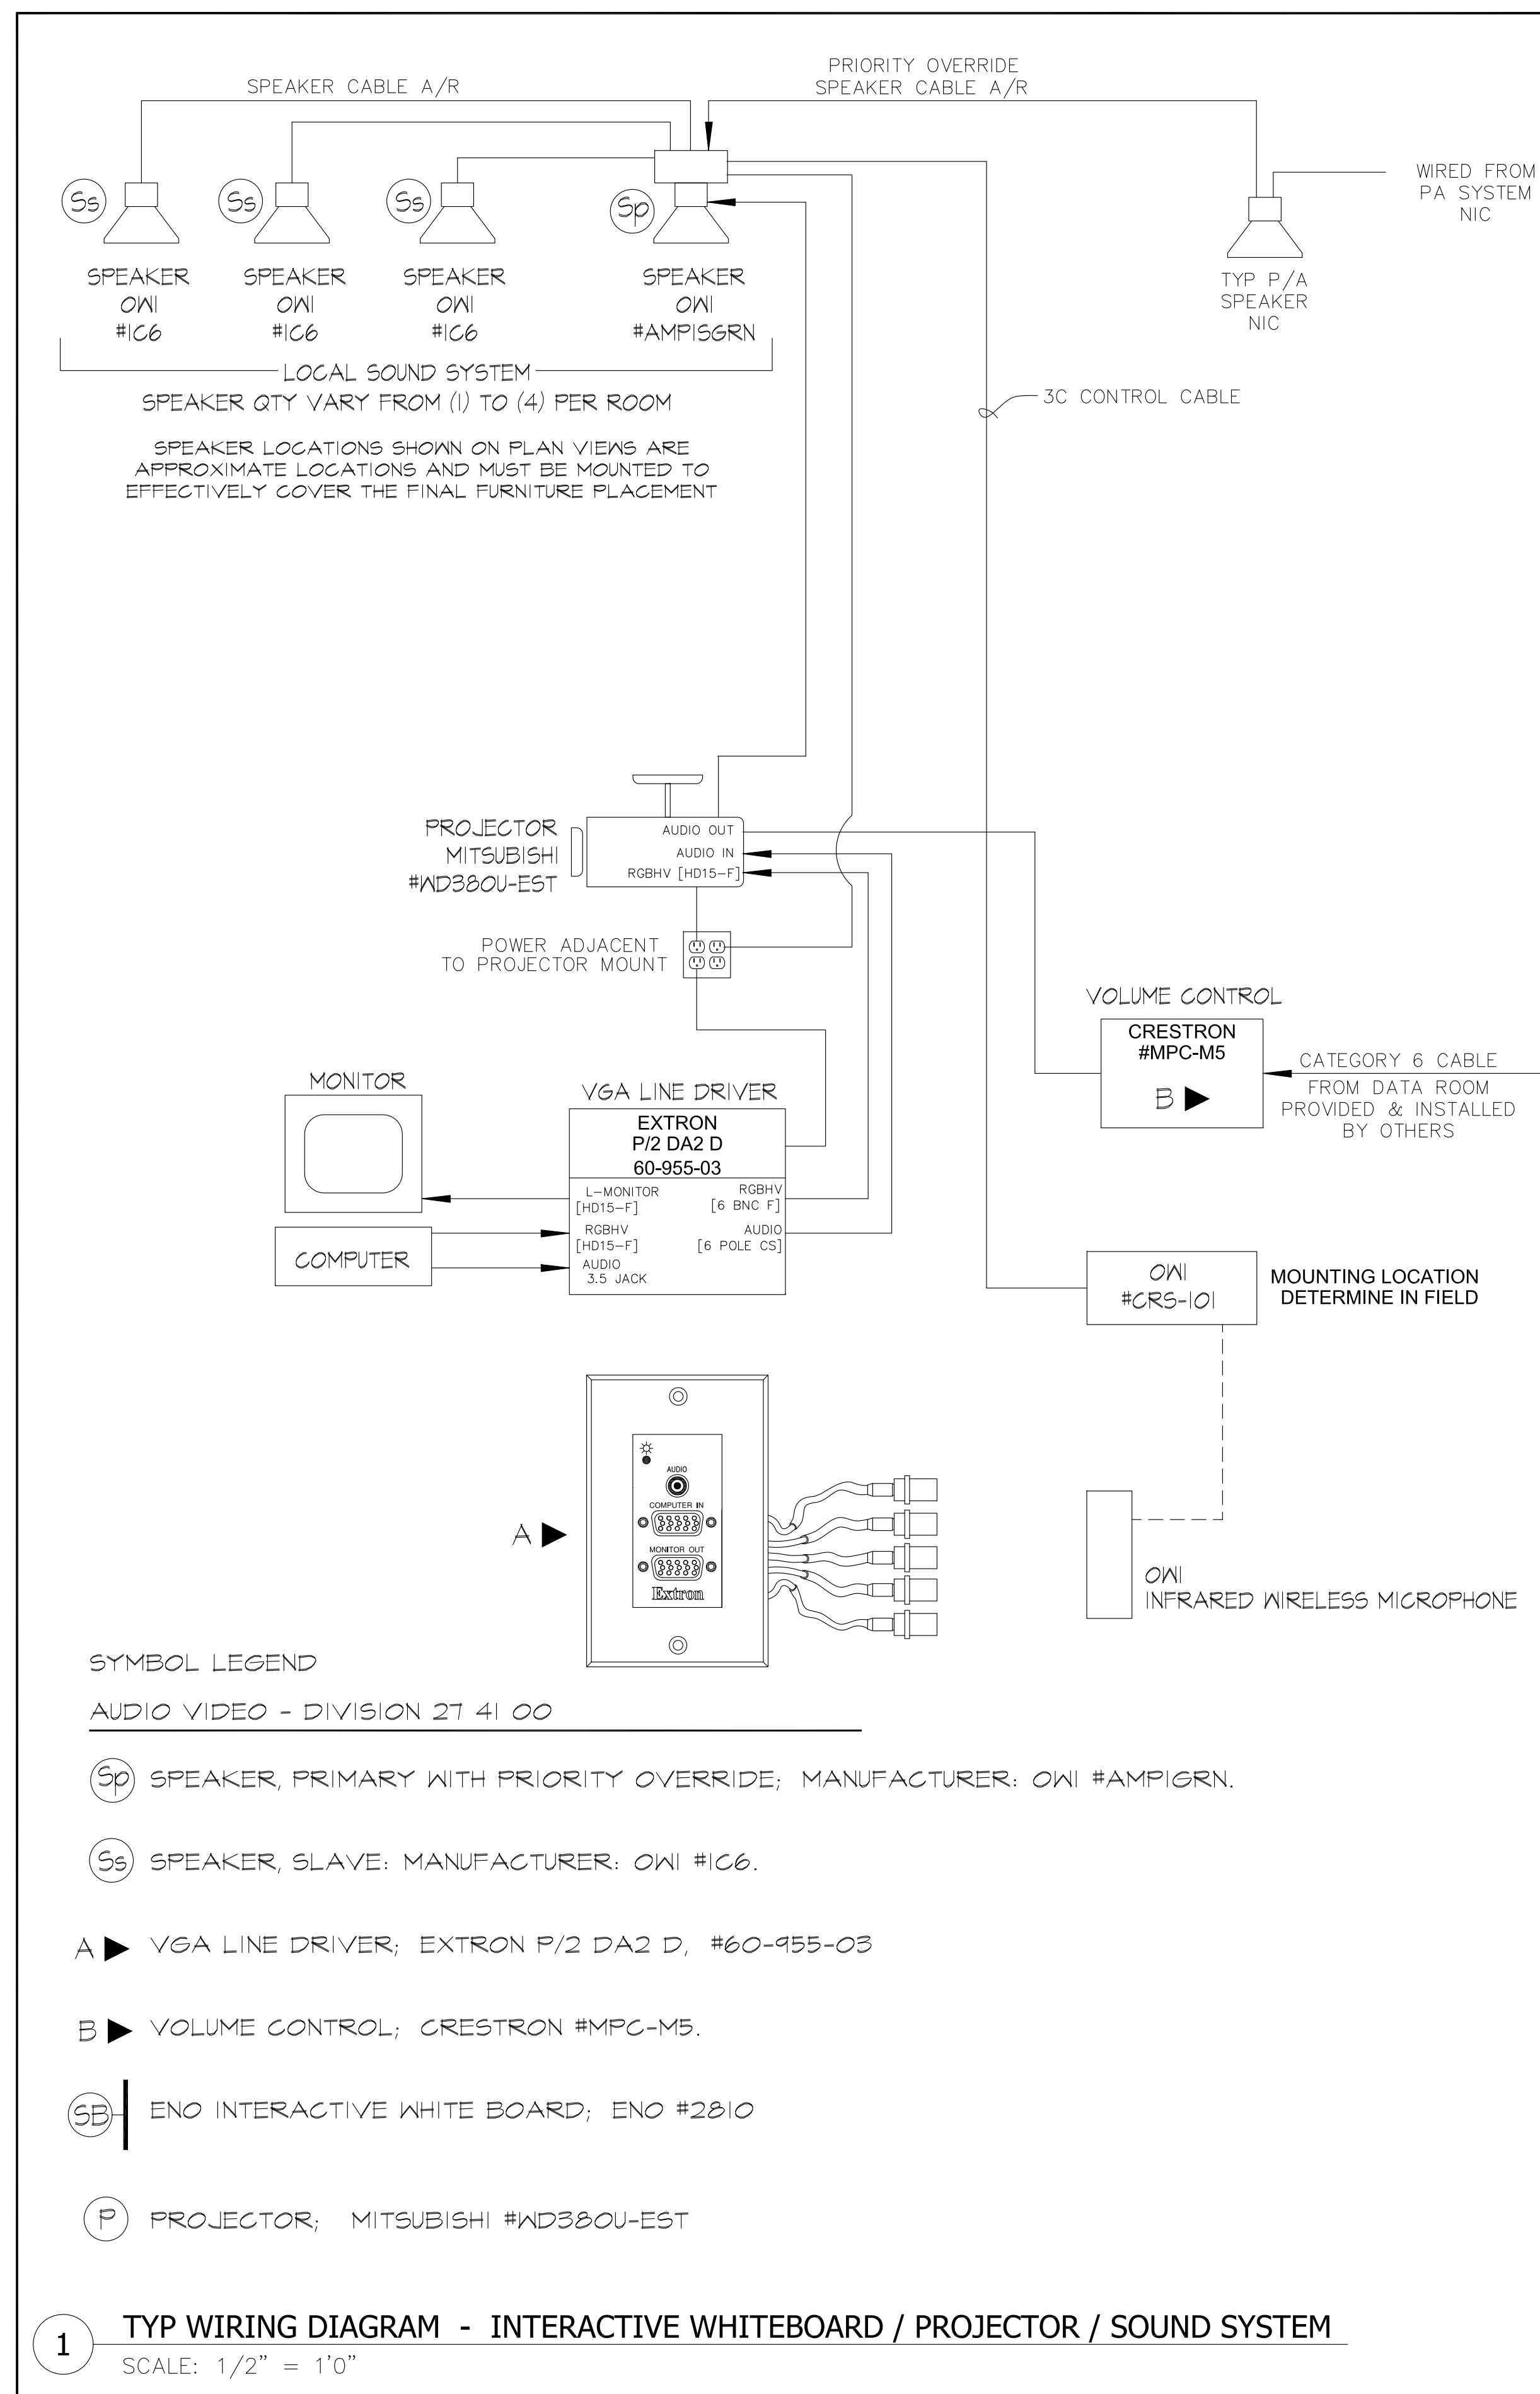 SPEAKER CABLE A/R
PRIORITY OVERRIDE
SPEAKER CABLE A/R
WIRED FROM
PA SYSTEM
NIC
Ss
Ss
Ss
Sp
SPEAKER
OWI
#IC6
SPEAKER
OWI
#IC6
SPEAKER
OWI
#IC6
SPEAKER
OWI
#AMPISGRN
TYP P/A
SPEAKER
NIC
LOCAL SOUND SYSTEM
SPEAKER QTY VARY FROM (1) TO (4) PER ROOM
3C CONTROL CABLE
SPEAKER LOCATIONS SHOWN ON PLAN VIEWS ARE
APPROXIMATE LOCATIONS AND MUST BE MOUNTED TO
EFFECTIVELY COVER THE FINAL FURNITURE PLACEMENT
PROJECTOR
MITSUBISHI
#WD380U-EST
AUDIO OUT
AUDIO IN
RGBHV [HD15-F]
POWER ADJACENT
TO PROJECTOR MOUNT
VOLUME CONTROL
CRESTRON
#MPC-M5
B
CATEGORY 6 CABLE
FROM DATA ROOM
PROVIDED & INSTALLED
BY OTHERS
MONITOR
VGA LINE DRIVER
EXTRON
P/2 DA2 D
60-955-03
L-MONITOR
[HD15-F]
RGBHV
[HD15-F]
AUDIO
3.5 JACK
RGBHV
[6 BNC F]
AUDIO
[6 POLE CS]
COMPUTER
OWI
#CRS-101
MOUNTING LOCATION
DETERMINE IN FIELD
AUDIO
COMPUTER IN
MONITOR OUT
Extron
A
OWI
INFRARED WIRELESS MICROPHONE
SYMBOL LEGEND
AUDIO VIDEO - DIVISION 27 41 00
Sp SPEAKER, PRIMARY WITH PRIORITY OVERRIDE; MANUFACTURER: OWI #AMPIGRN.
Ss SPEAKER, SLAVE: MANUFACTURER: OWI #IC6.
A VGA LINE DRIVER; EXTRON P/2 DA2 D, #60-955-03
B VOLUME CONTROL; CRESTRON #MPC-M5.
SB ENO INTERACTIVE WHITE BOARD; ENO #2810
P PROJECTOR; MITSUBISHI #WD380U-EST
1 TYP WIRING DIAGRAM - INTERACTIVE WHITEBOARD / PROJECTOR / SOUND SYSTEM
SCALE: 1/2" = 1'0"